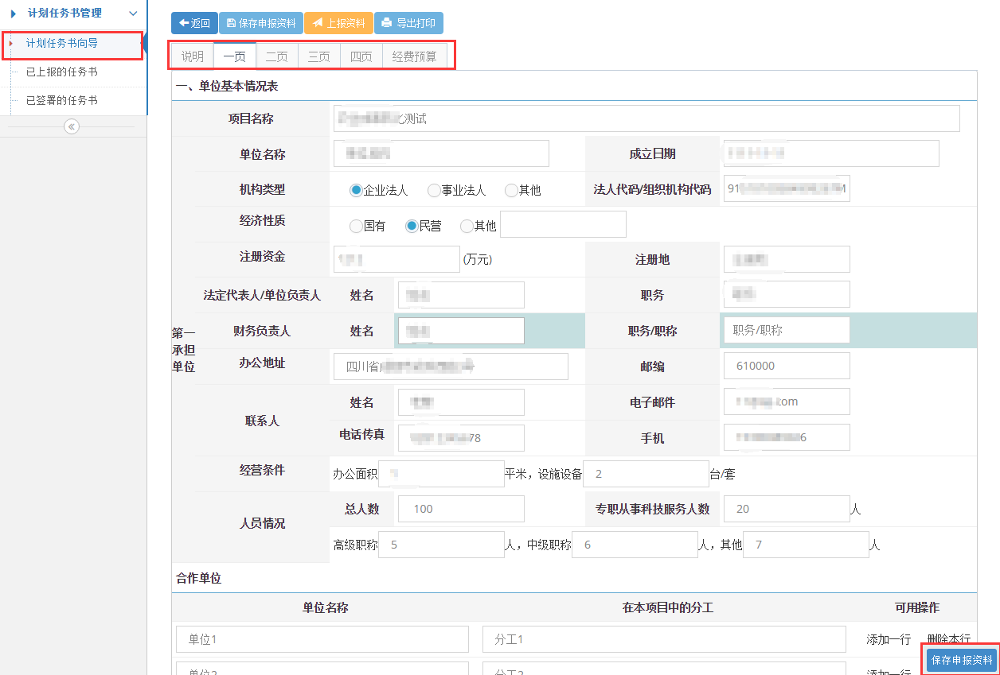 计划任务书管理
计划任务书向导
已上报的任务书
已签署的任务书
返回 保存申报资料 上报资料 导出打印
说明 一页 二页 三页 四页 经费预算
一、单位基本情况表
项目名称 测试
单位名称 成立日期
机构类型 企业法人 事业法人 其他 法人代码/组织机构代码 91
经济性质 国有 民营 其他
注册资金 (万元) 注册地
法定代表人/单位负责人 姓名 职务
第一
承担
单位
财务负责人 姓名 职务/职称 职务/职称
办公地址 四川省 邮编 610000
联系人 姓名 电子邮件 com
电话传真 78 手机 6
经营条件 办公面积 平米，设施设备 2 台/套
人员情况 总人数 100 专职从事科技服务人数 20 人
高级职称 5 人，中级职称 6 人，其他 7 人
合作单位
单位名称 在本项目中的分工 可用操作
单位1 分工1 添加一行 删除本行
单位2 分工2 添加一行
保存申报资料